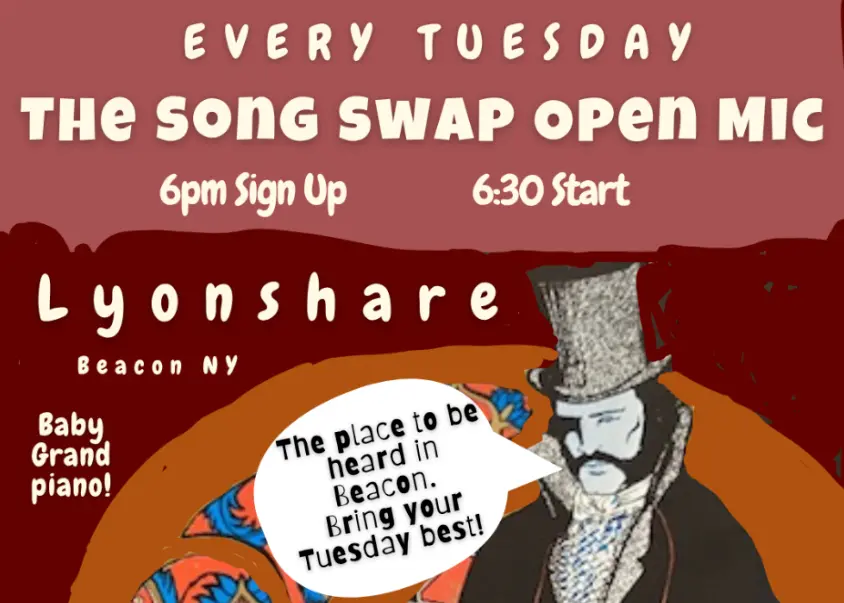 EVERY TUESDAY
THe SONG SWAP OPen MIC
6pm Sign Up 6:30 Start
Lyonshare
Beacon NY
Baby
Grand
piano!
The place to be
heard in
Beacon.
Bring your
Tuesday best!